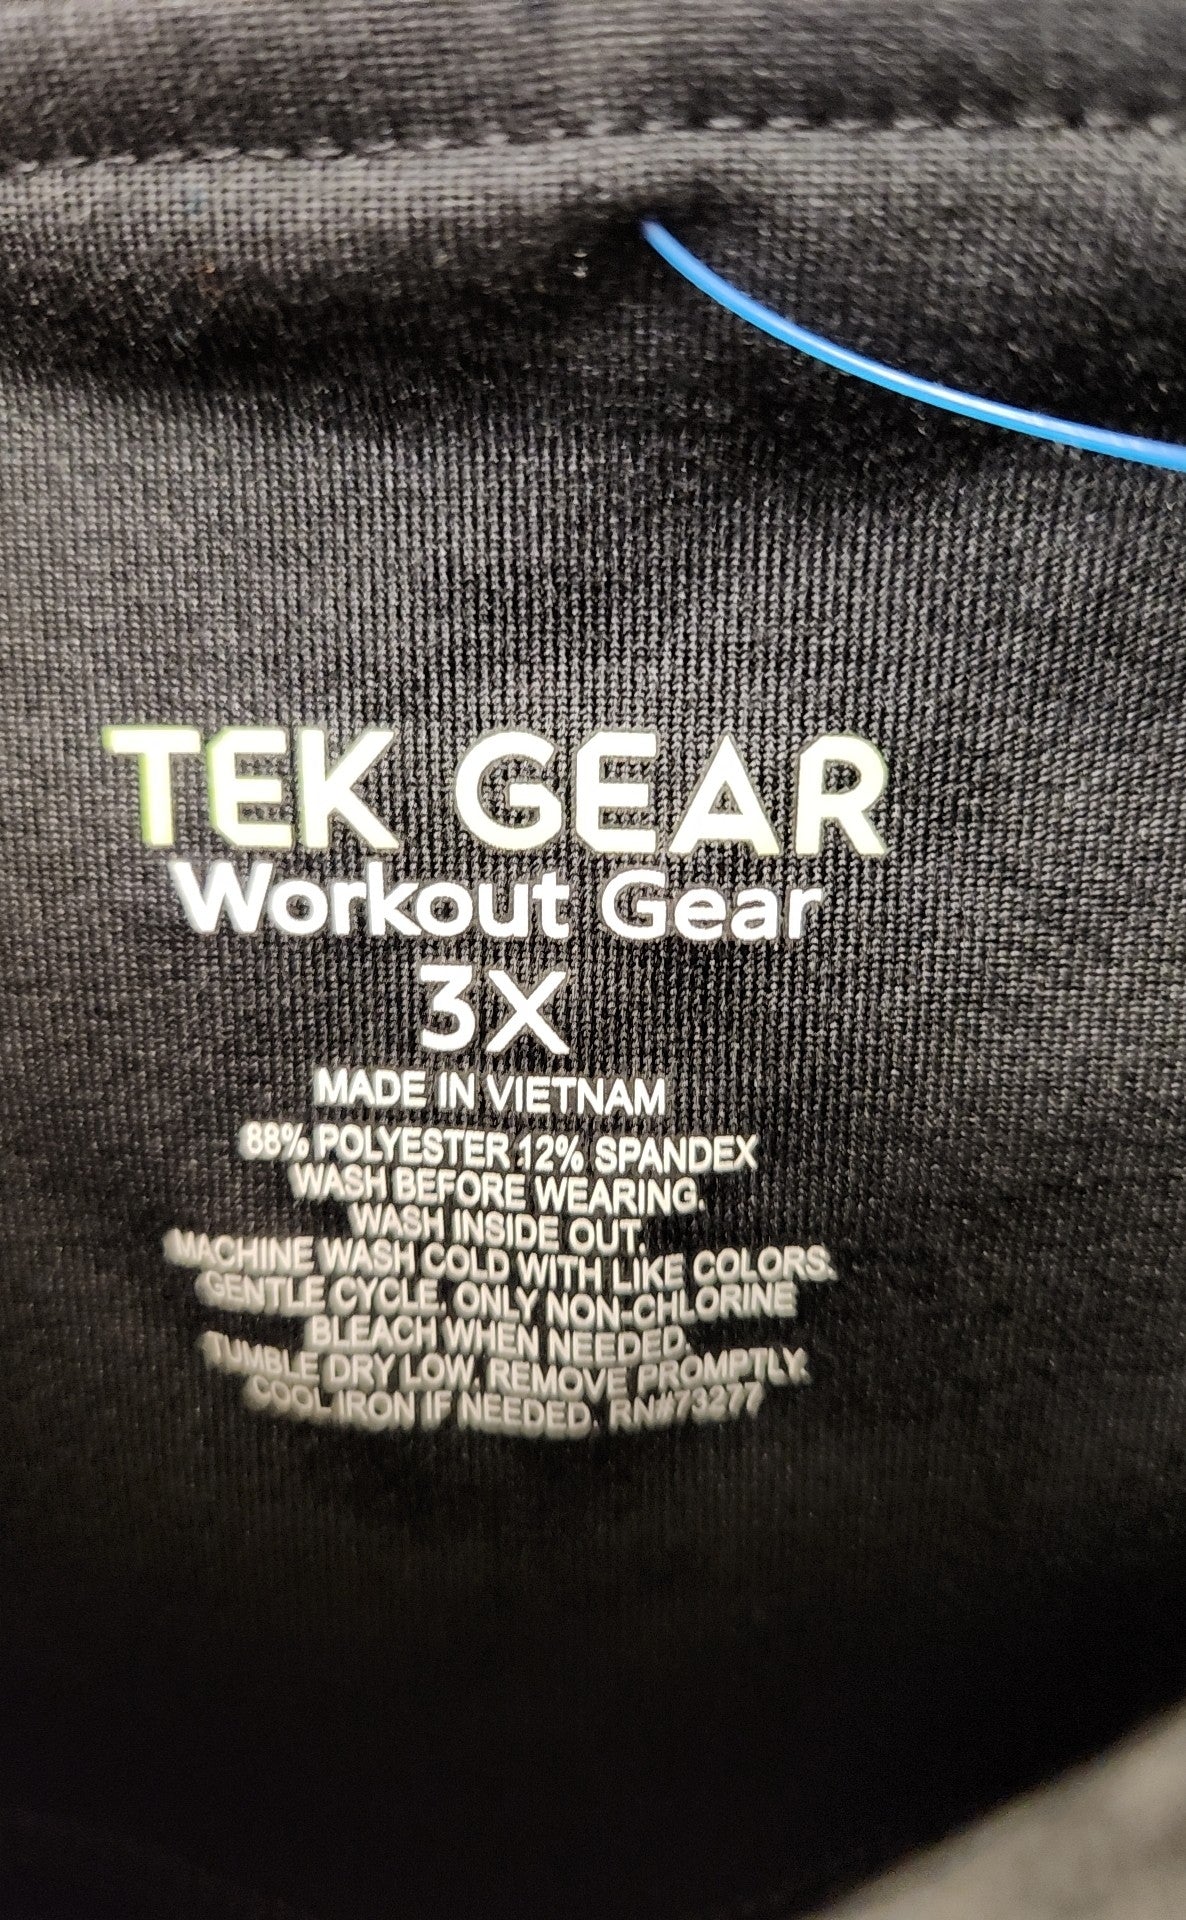 TEK GEAR
Workout Gear
3X
MADE IN VIETNAM
88% POLYESTER 12% SPANDEX
WASH BEFORE WEARING.
WASH INSIDE OUT.
MACHINE WASH COLD WITH LIKE COLORS.
GENTLE CYCLE. ONLY NON-CHLORINE
BLEACH WHEN NEEDED.
TUMBLE DRY LOW. REMOVE PROMPTLY.
COOL IRON IF NEEDED. RN#73277